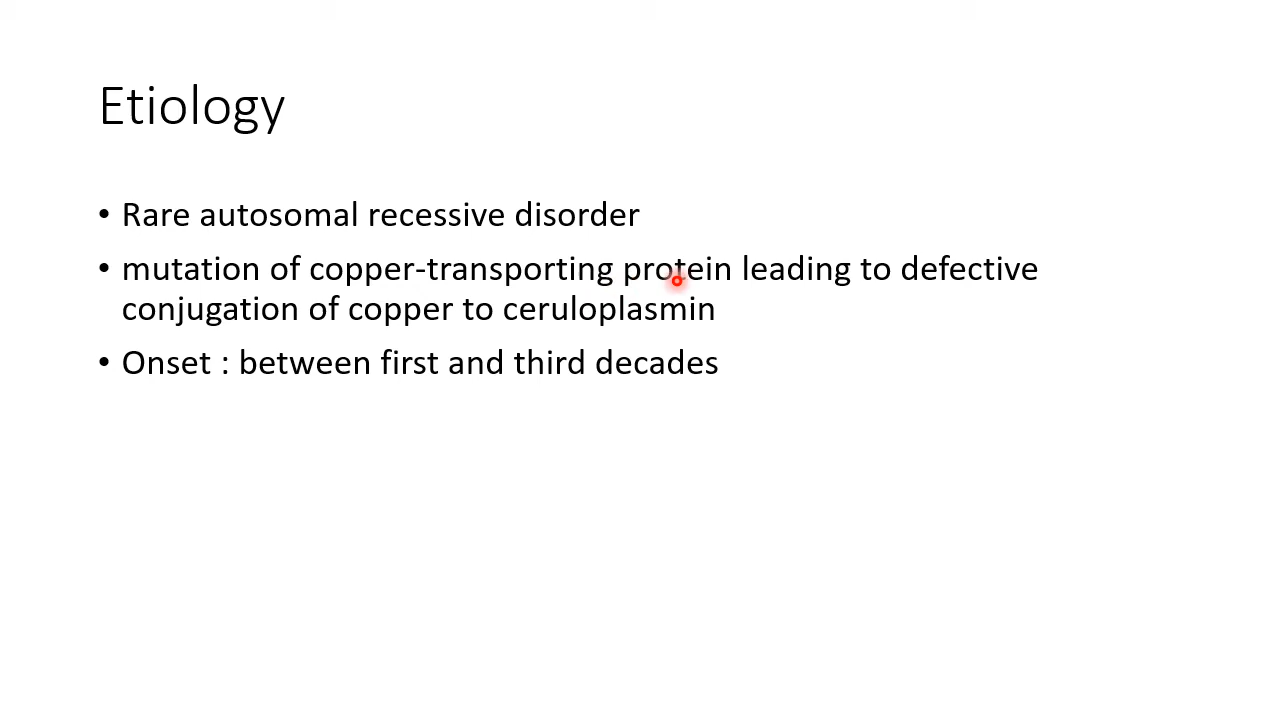 Etiology
• Rare autosomal recessive disorder
• mutation of copper-transporting protein leading to defective
conjugation of copper to ceruloplasmin
• Onset : between first and third decades